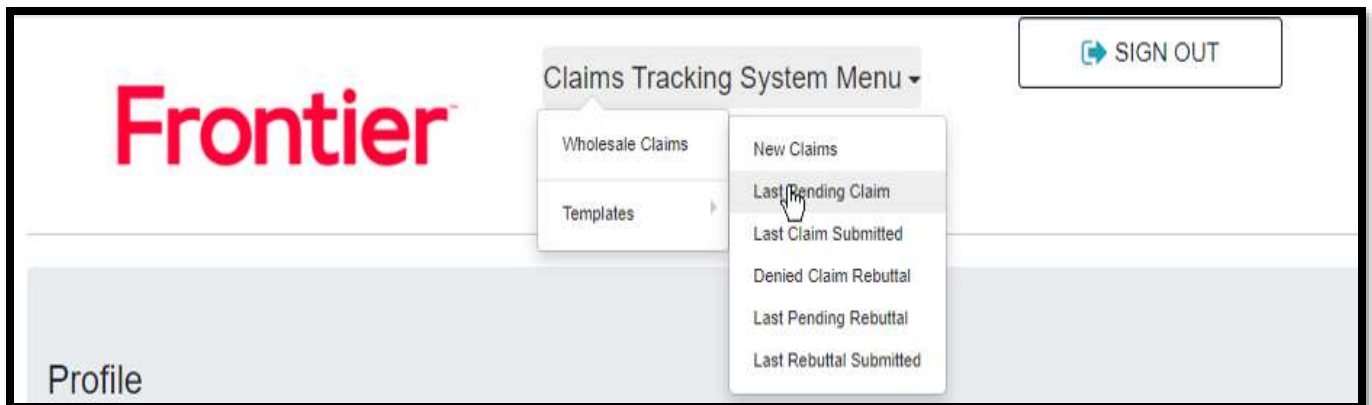 Frontier
Claims Tracking System Menu
SIGN OUT
Wholesale Claims
Templates
New Claims
Last Pending Claim
Last Claim Submitted
Denied Claim Rebuttal
Last Pending Rebuttal
Last Rebuttal Submitted
Profile